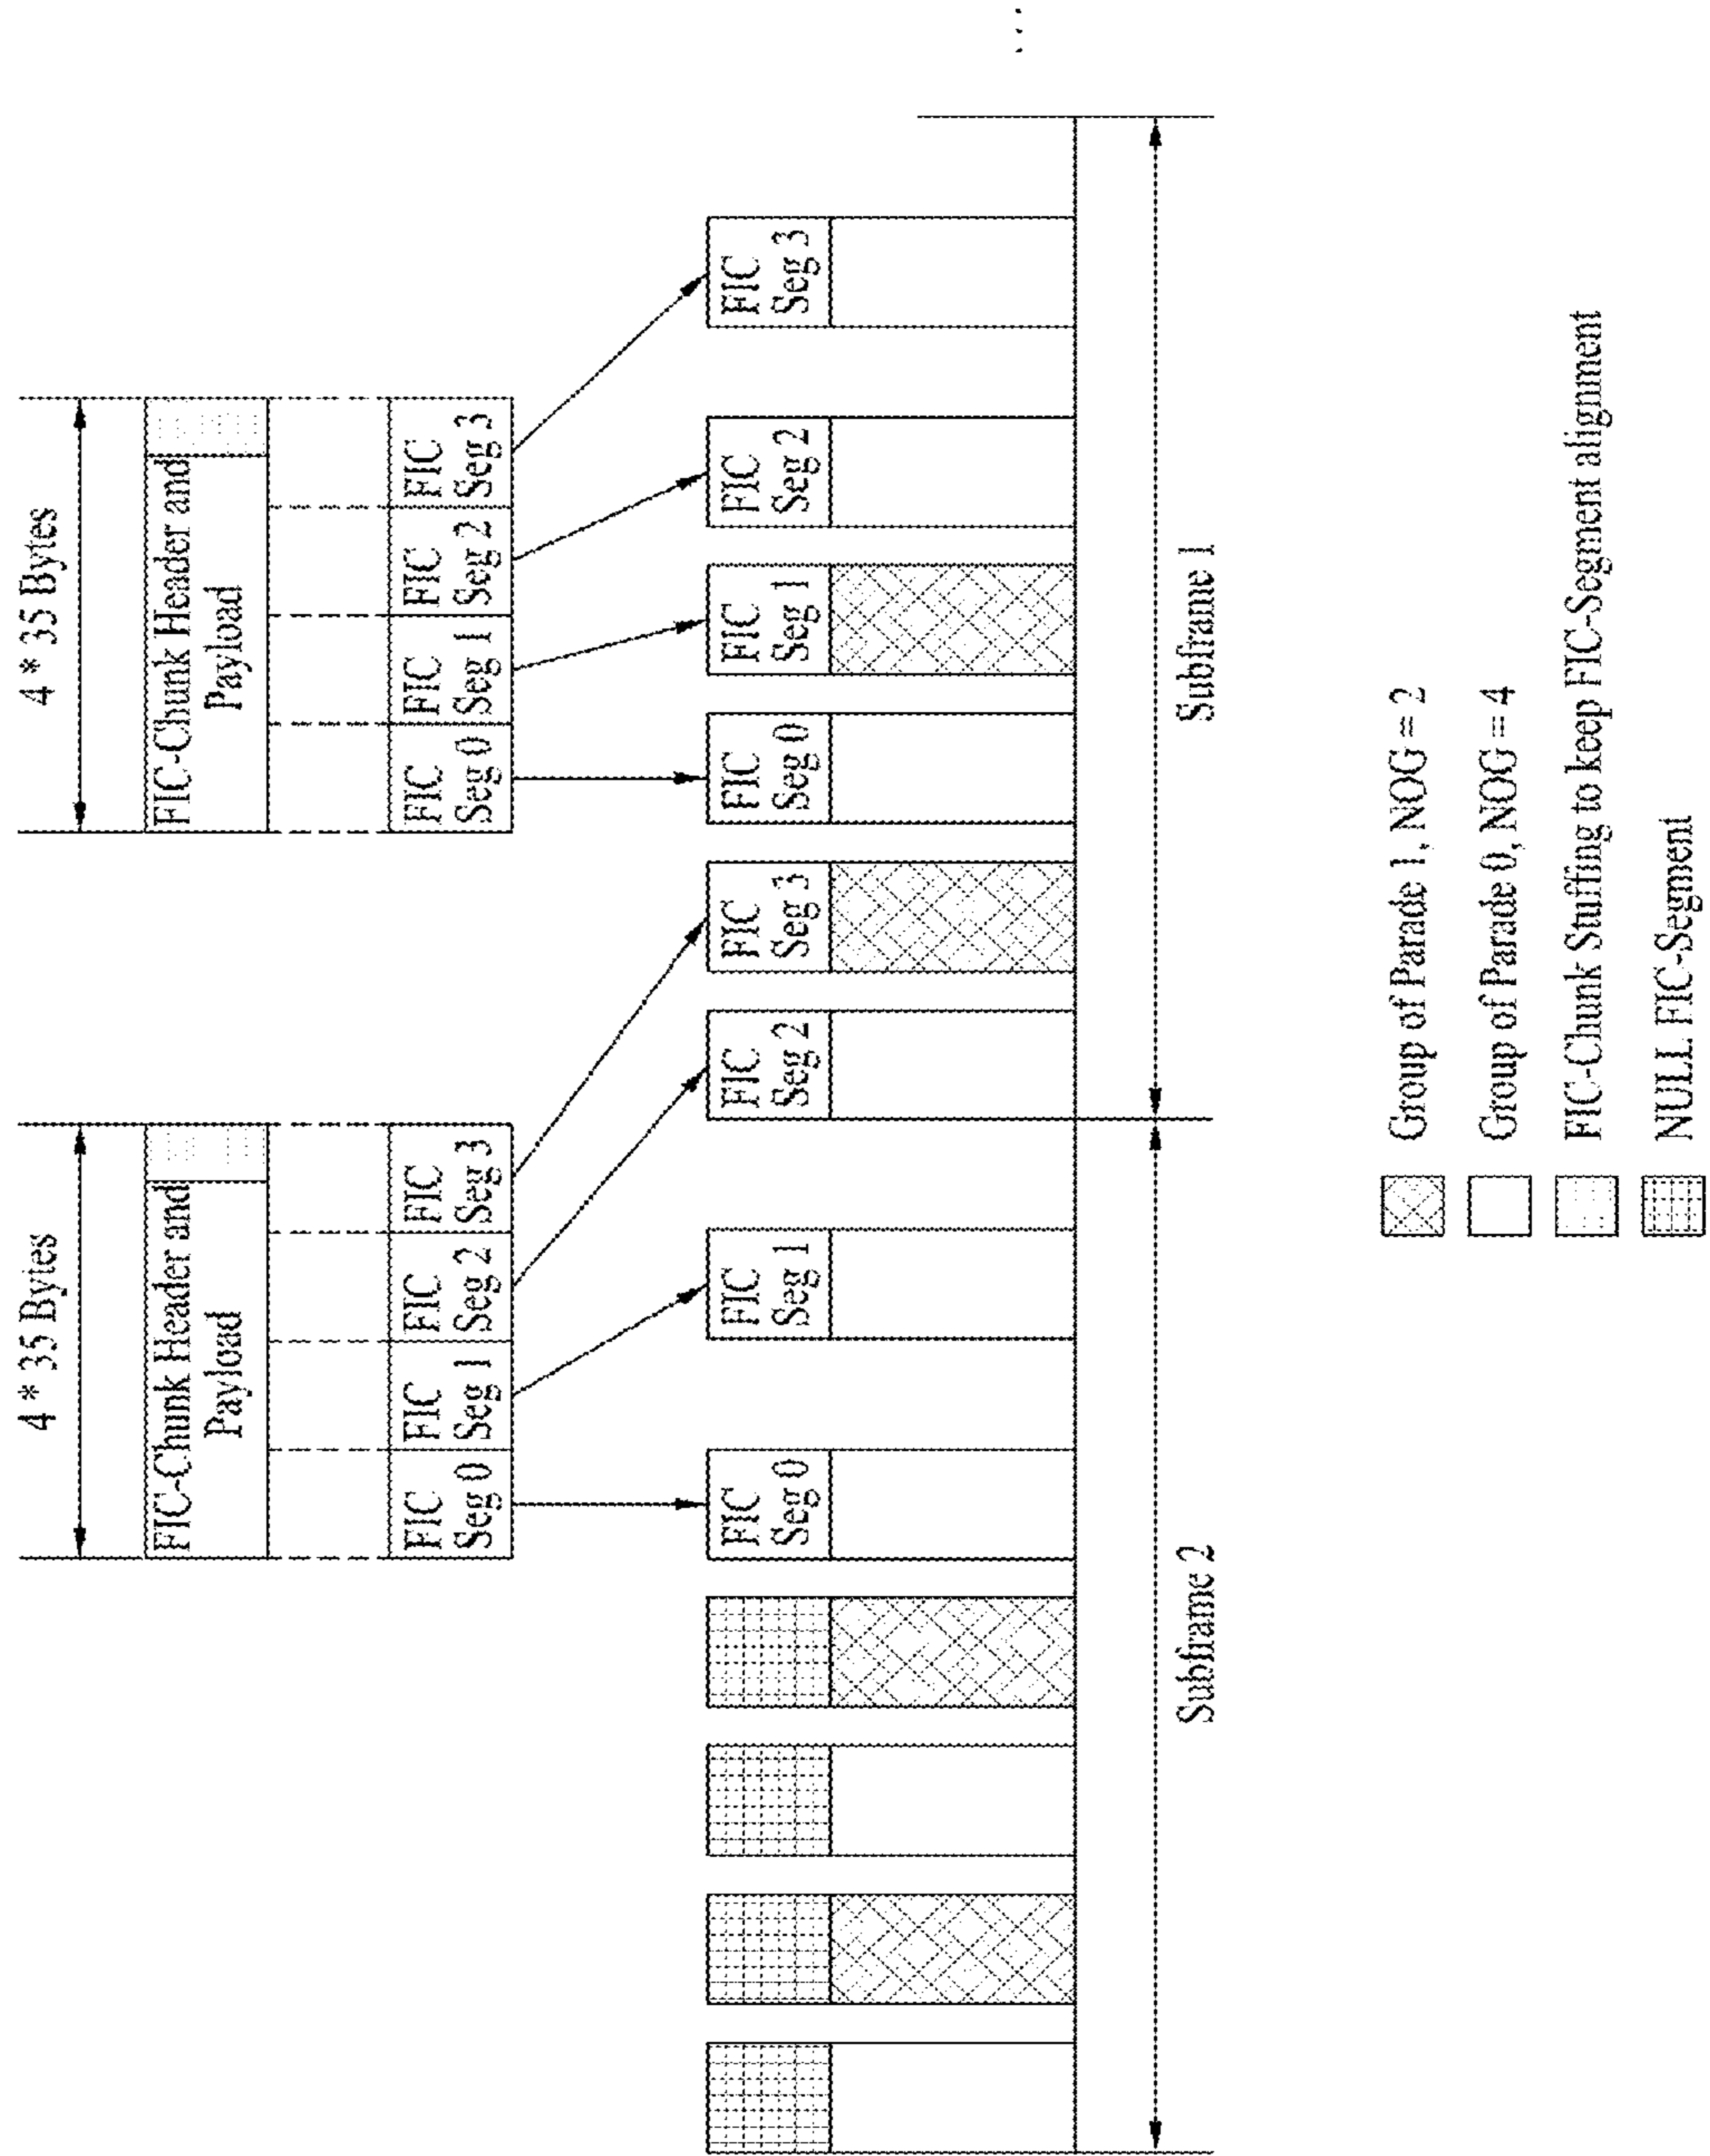 4 * 35 Bytes
4 * 35 Bytes
FIC-Chunk Header and
Payload
FIC-Chunk Header and
Payload
FIC
Seg 0
FIC
Seg 1
FIC
Seg 2
FIC
Seg 3
FIC
Seg 0
FIC
Seg 1
FIC
Seg 2
FIC
Seg 3
FIC
Seg 0
FIC
Seg 1
FIC
Seg 2
FIC
Seg 3
FIC
Seg 0
FIC
Seg 1
FIC
Seg 2
FIC
Seg 3
...
Subframe 2
Subframe 1
Group of Parade 1, NOG = 2
Group of Parade 0, NOG = 4
FIC-Chunk Stuffing to keep FIC-Segment alignment
NULL FIC-Segment